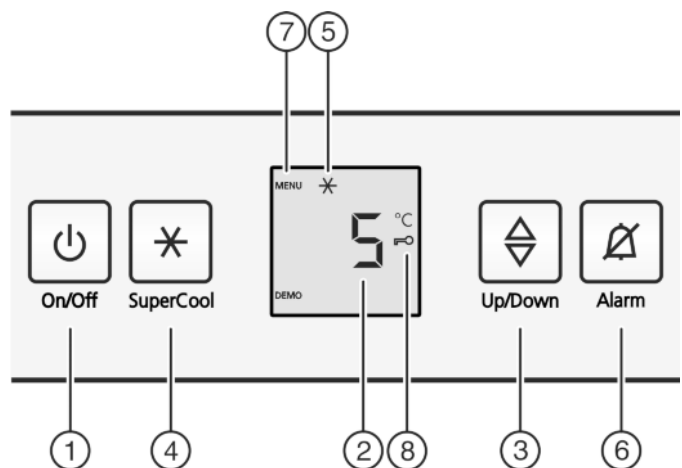 7 5
MENU
5 °C
DEMO
On/Off SuperCool Up/Down Alarm
1 4 2 8 3 6